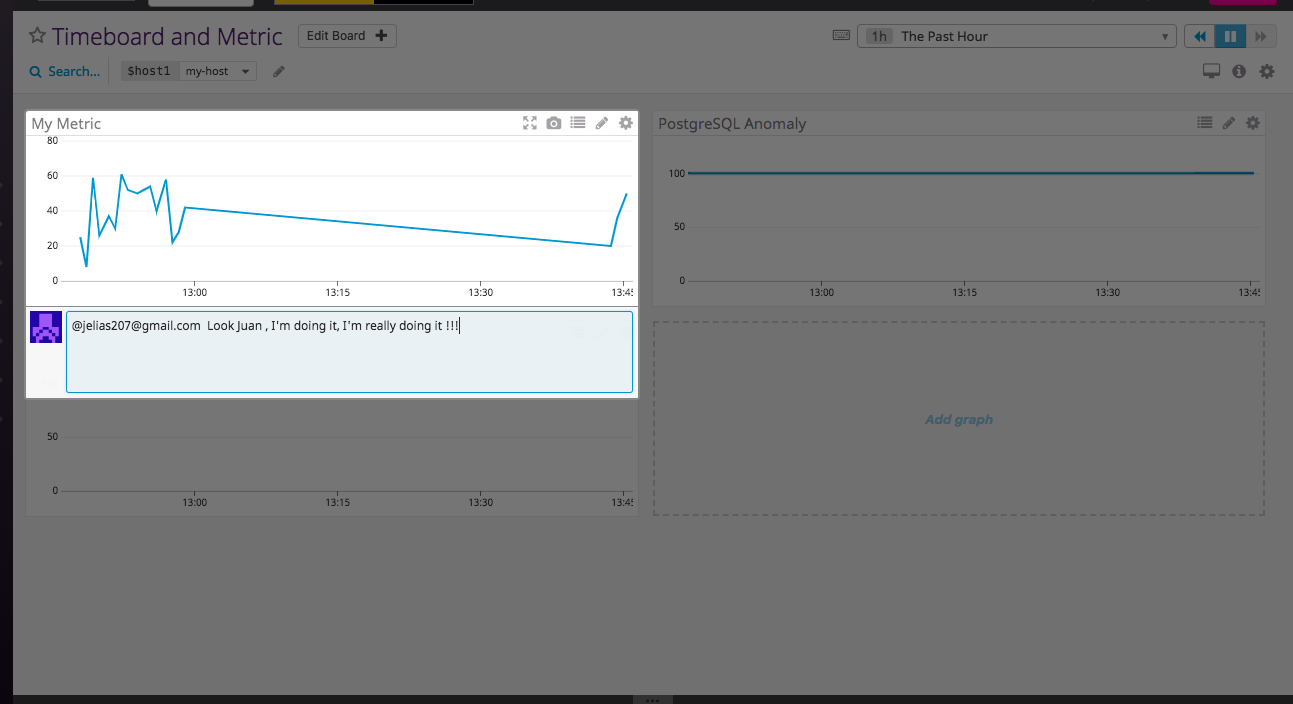 Timeboard and Metric
Edit Board
1h The Past Hour
Search...
$host1 my-host
My Metric
80
60
40
20
0
13:00 13:15 13:30 13:45
@jelias207@gmail.com Look Juan , I'm doing it, I'm really doing it !!!
PostgreSQL Anomaly
100
50
0
13:00 13:15 13:30 13:45
50
0
13:00 13:15 13:30 13:45
Add graph